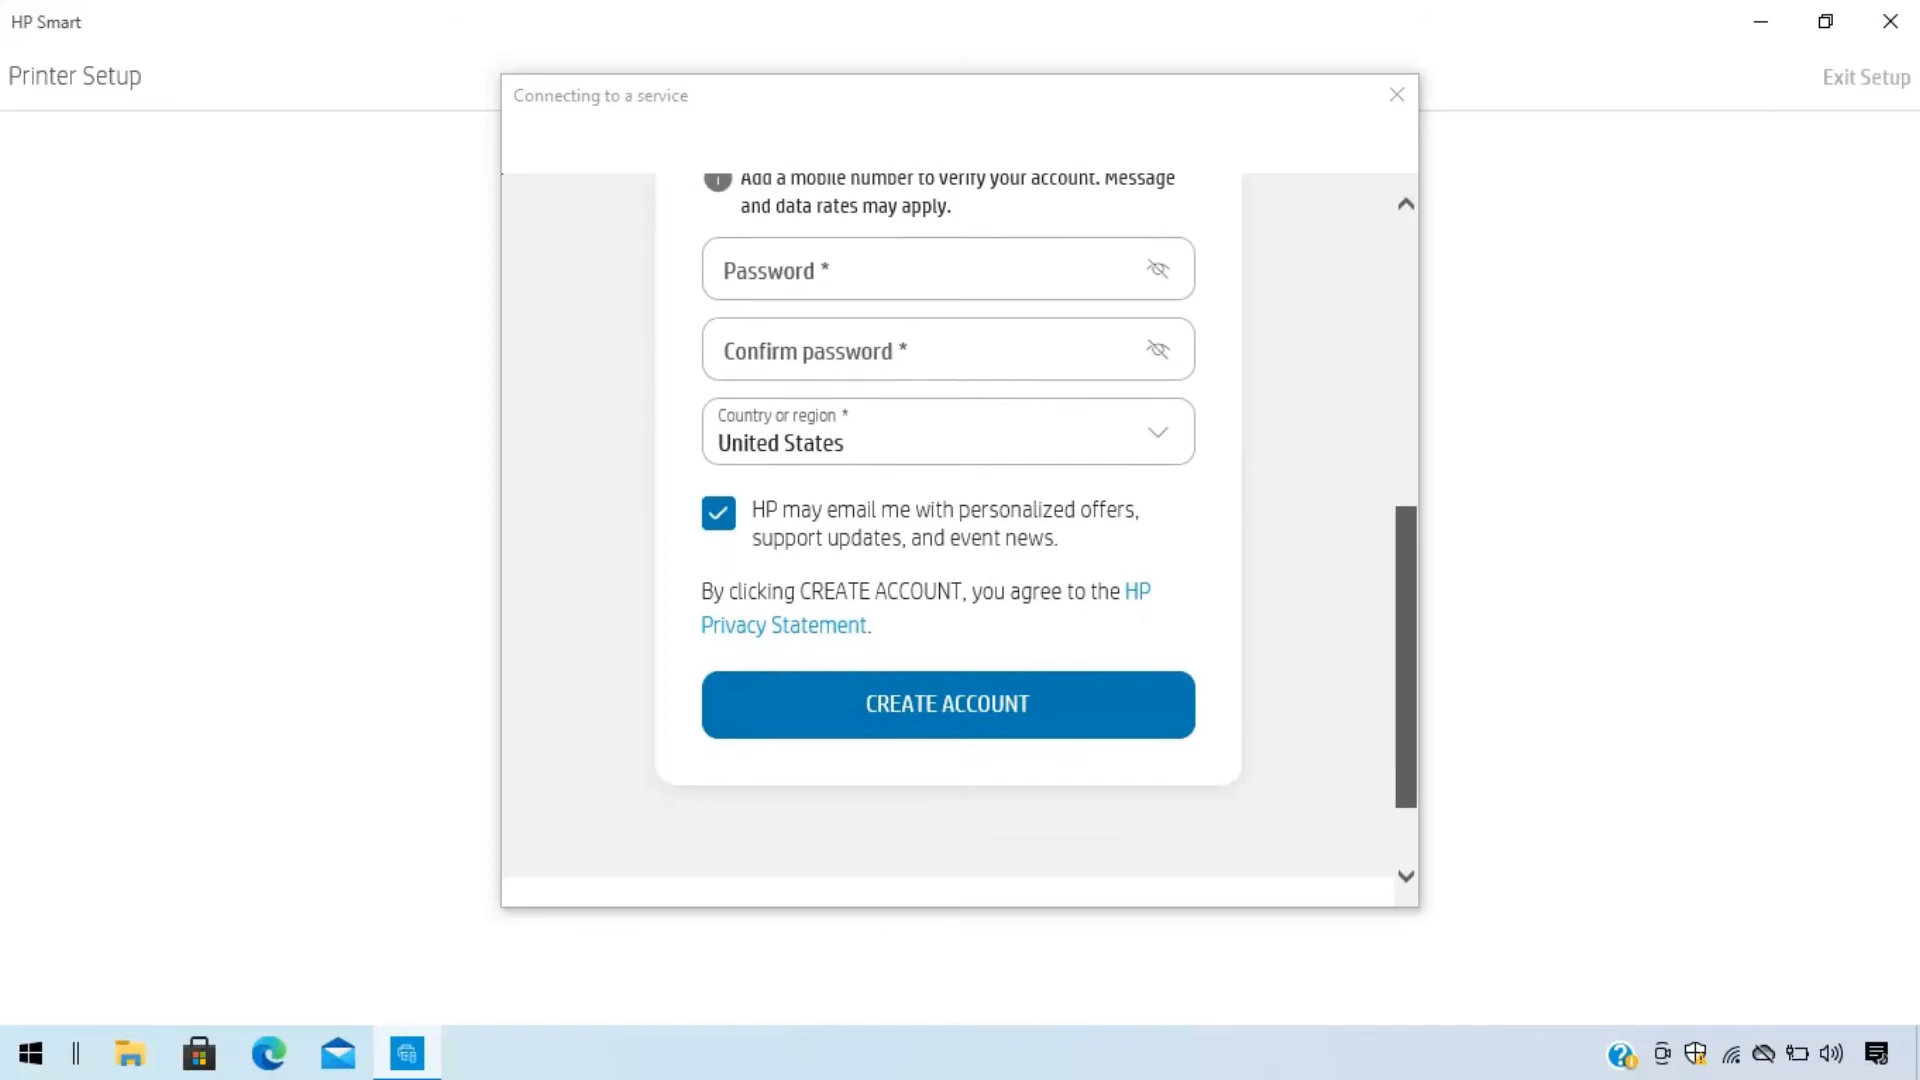 HP Smart
Printer Setup
Exit Setup
Connecting to a service
Add a mobile number to verify your account. Message
and data rates may apply.
Password *
Confirm password *
Country or region *
United States
HP may email me with personalized offers,
support updates, and event news.
By clicking CREATE ACCOUNT, you agree to the HP
Privacy Statement.
CREATE ACCOUNT